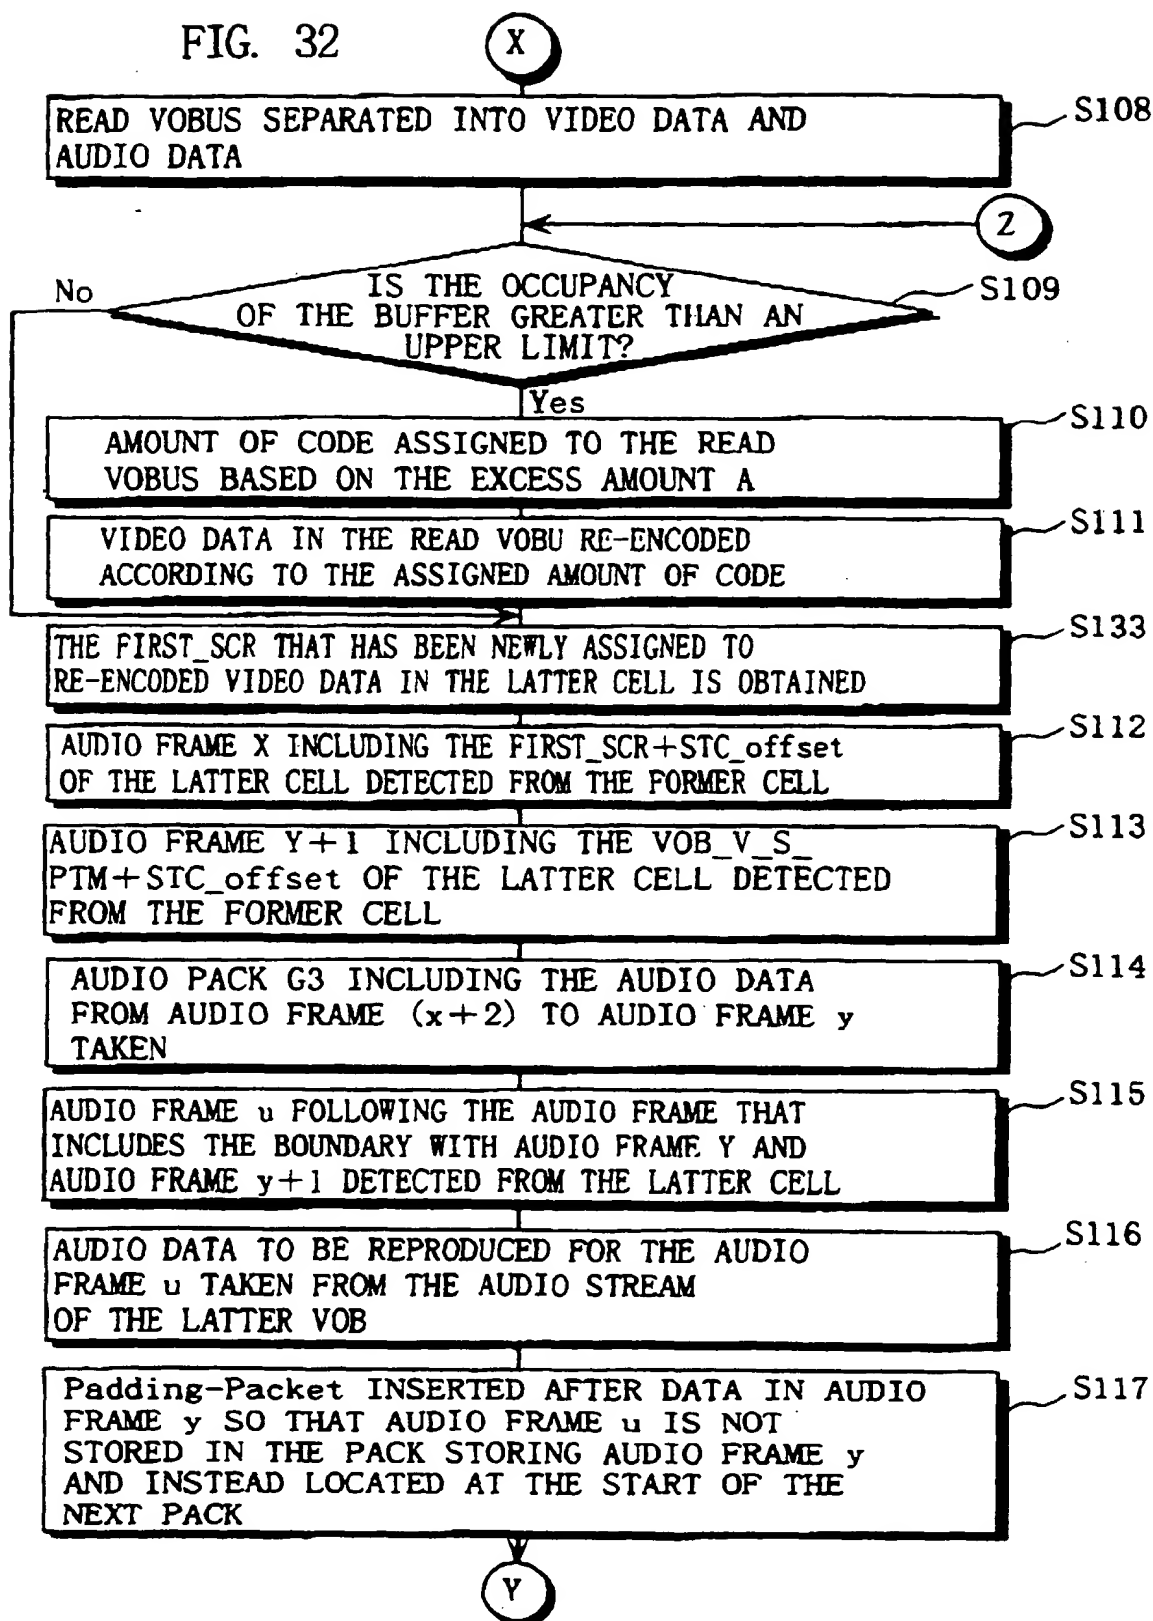 FIG. 32
X
READ VOBUS SEPARATED INTO VIDEO DATA AND
AUDIO DATA
S108
2
IS THE OCCUPANCY
OF THE BUFFER GREATER THAN AN
UPPER LIMIT?
S109
No
Yes
AMOUNT OF CODE ASSIGNED TO THE READ
VOBUS BASED ON THE EXCESS AMOUNT A
S110
VIDEO DATA IN THE READ VOBU RE-ENCODED
ACCORDING TO THE ASSIGNED AMOUNT OF CODE
S111
THE FIRST_SCR THAT HAS BEEN NEWLY ASSIGNED TO
RE-ENCODED VIDEO DATA IN THE LATTER CELL IS OBTAINED
S133
AUDIO FRAME X INCLUDING THE FIRST_SCR+STC_offset
OF THE LATTER CELL DETECTED FROM THE FORMER CELL
S112
AUDIO FRAME Y+1 INCLUDING THE VOB_V_S_
PTM+STC_offset OF THE LATTER CELL DETECTED
FROM THE FORMER CELL
S113
AUDIO PACK G3 INCLUDING THE AUDIO DATA
FROM AUDIO FRAME (x+2) TO AUDIO FRAME y
TAKEN
S114
AUDIO FRAME u FOLLOWING THE AUDIO FRAME THAT
INCLUDES THE BOUNDARY WITH AUDIO FRAME Y AND
AUDIO FRAME y+1 DETECTED FROM THE LATTER CELL
S115
AUDIO DATA TO BE REPRODUCED FOR THE AUDIO
FRAME u TAKEN FROM THE AUDIO STREAM
OF THE LATTER VOB
S116
Padding-Packet INSERTED AFTER DATA IN AUDIO
FRAME y SO THAT AUDIO FRAME u IS NOT
STORED IN THE PACK STORING AUDIO FRAME y
AND INSTEAD LOCATED AT THE START OF THE
NEXT PACK
S117
Y